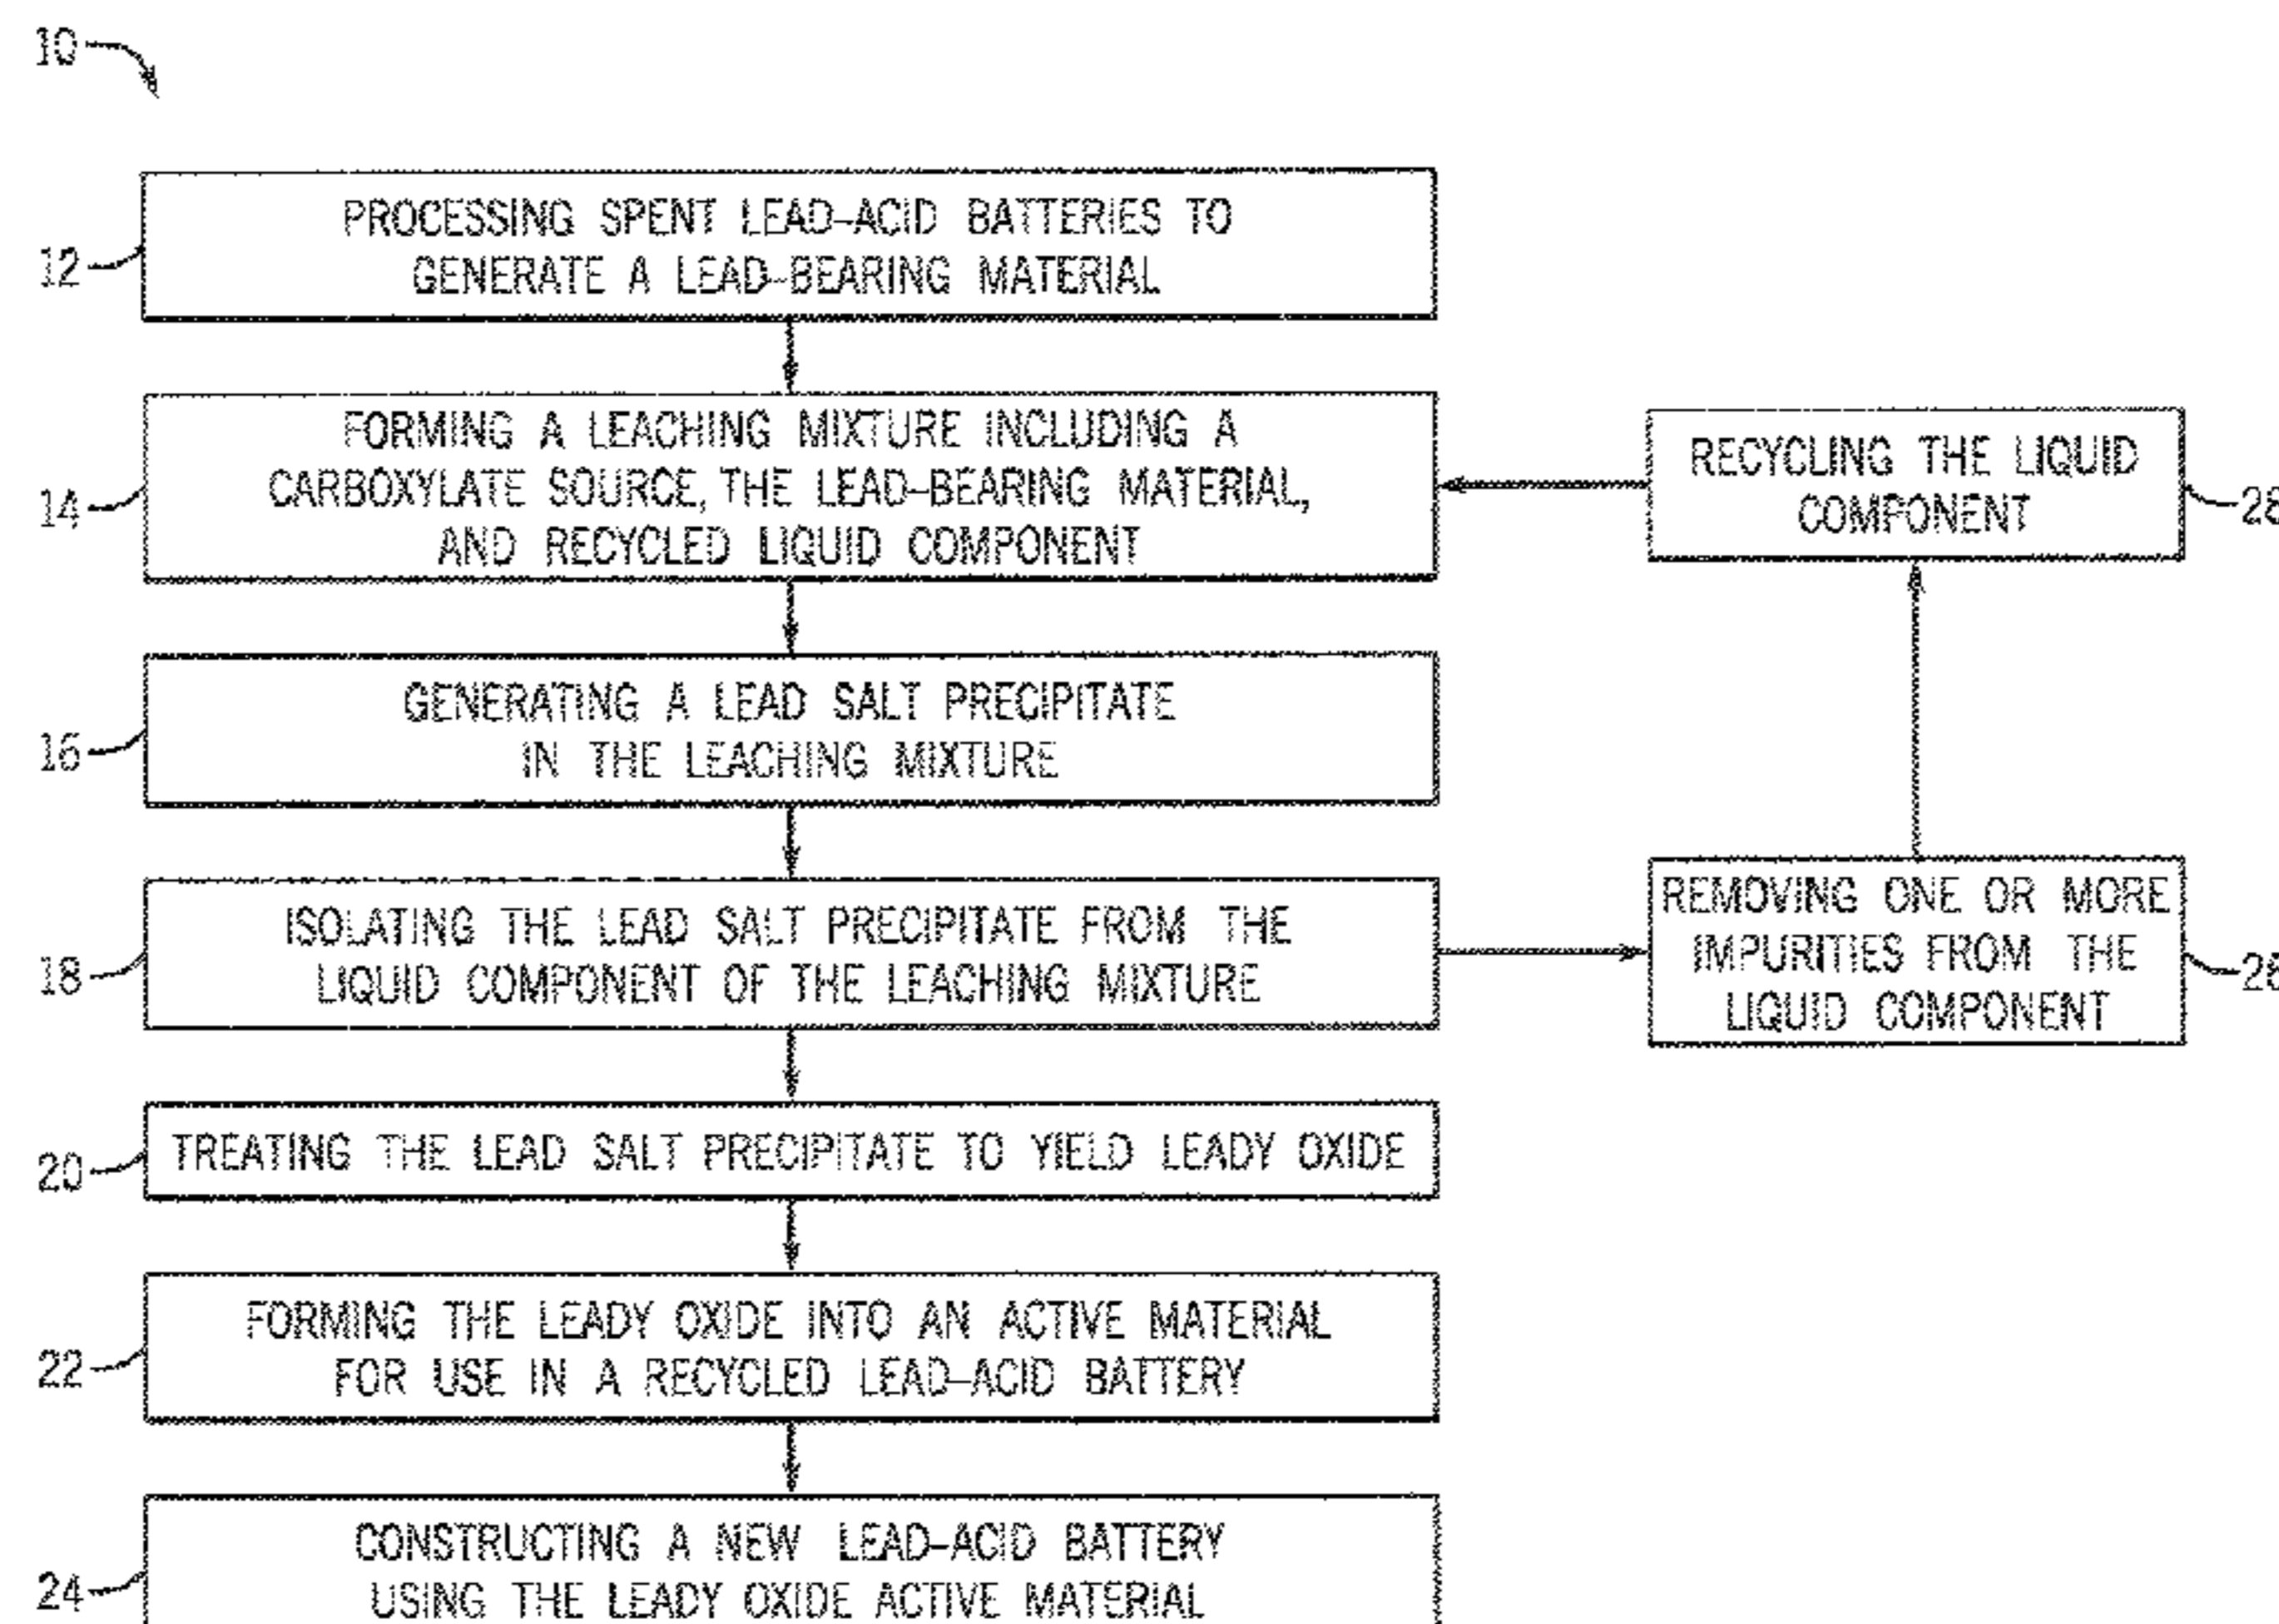 10
12
PROCESSING SPENT LEAD-ACID BATTERIES TO
GENERATE A LEAD-BEARING MATERIAL
14
FORMING A LEACHING MIXTURE INCLUDING A
CARBOXYLATE SOURCE, THE LEAD-BEARING MATERIAL,
AND RECYCLED LIQUID COMPONENT
RECYCLING THE LIQUID
COMPONENT
28
16
GENERATING A LEAD SALT PRECIPITATE
IN THE LEACHING MIXTURE
18
ISOLATING THE LEAD SALT PRECIPITATE FROM THE
LIQUID COMPONENT OF THE LEACHING MIXTURE
REMOVING ONE OR MORE
IMPURITIES FROM THE
LIQUID COMPONENT
26
20
TREATING THE LEAD SALT PRECIPITATE TO YIELD LEADY OXIDE
22
FORMING THE LEADY OXIDE INTO AN ACTIVE MATERIAL
FOR USE IN A RECYCLED LEAD-ACID BATTERY
24
CONSTRUCTING A NEW LEAD-ACID BATTERY
USING THE LEADY OXIDE ACTIVE MATERIAL